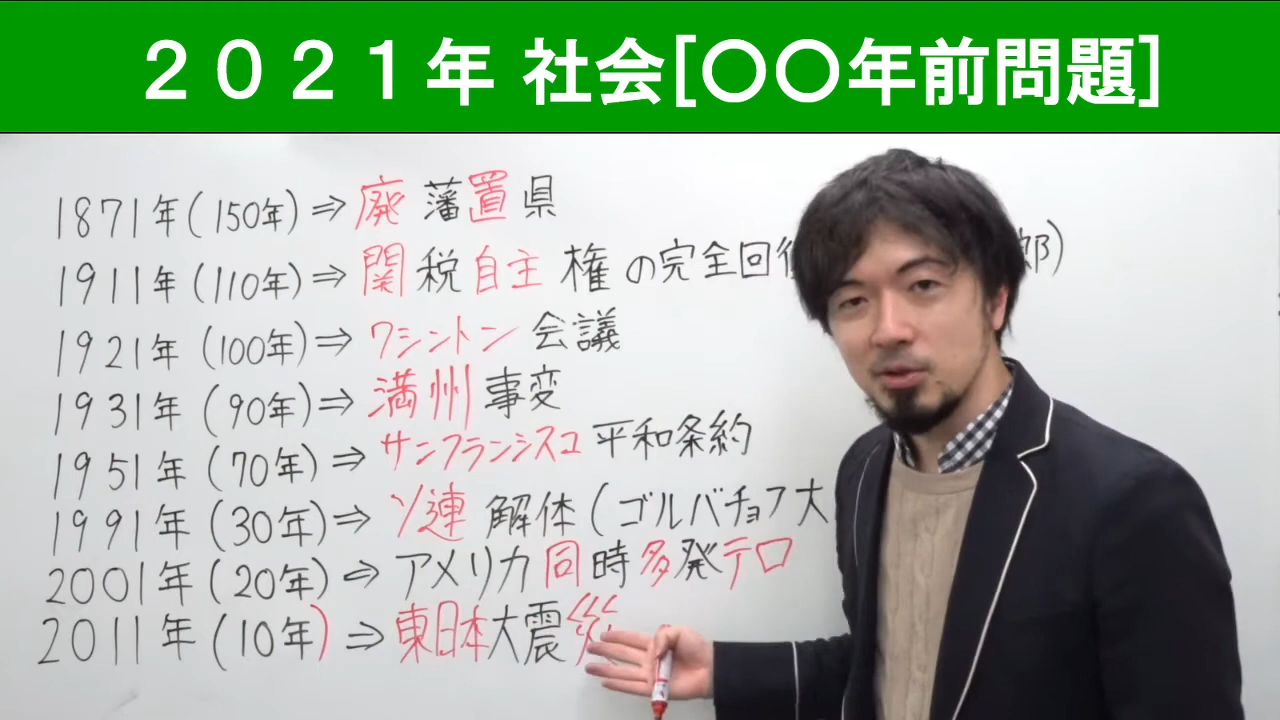 ２０２１年 社会[〇〇年前問題]
1871年(150年)⇒廃藩置県
1911年(110年)⇒関税自主権の完全回 郎)
1921年(100年)⇒ワシントン会議
1931年(90年)⇒満州事変
1951年(70年)⇒サンフランシスコ平和条約
1991年(30年)⇒ソ連解体(ゴルバチョフ大
2001年(20年)⇒アメリカ同時多発テロ
2011年(10年)⇒東日本大震災